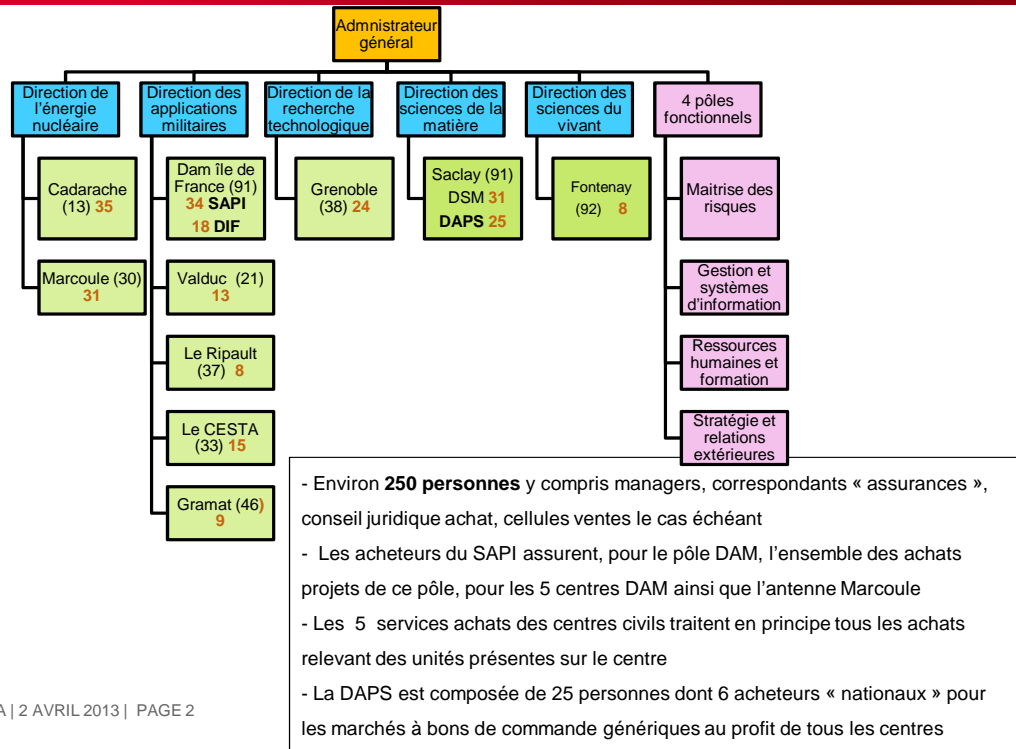 Admnistrateur
général
Direction de
l'énergie
nucléaire
Direction des
applications
militaires
Direction de la
recherche
technologique
Direction des
sciences de la
matière
Direction des
sciences du
vivant
4 pôles
fonctionnels
Cadarache
(13) 35
Marcoule (30)
31
Dam île de
France (91)
34 SAPI
18 DIF
Valduc (21)
13
Le Ripault
(37) 8
Le CESTA
(33) 15
Gramat (46)
9
Grenoble
(38) 24
Saclay (91)
DSM 31
DAPS 25
Fontenay
(92) 8
Maitrise des
risques
Gestion et
systèmes
d'information
Ressources
humaines et
formation
Stratégie et
relations
extérieures
- Environ 250 personnes y compris managers, correspondants « assurances »,
conseil juridique achat, cellules ventes le cas échéant
- Les acheteurs du SAPI assurent, pour le pôle DAM, l'ensemble des achats
projets de ce pôle, pour les 5 centres DAM ainsi que l'antenne Marcoule
- Les 5 services achats des centres civils traitent en principe tous les achats
relevant des unités présentes sur le centre
- La DAPS est composée de 25 personnes dont 6 acheteurs « nationaux » pour
les marchés à bons de commande génériques au profit de tous les centres
| 2 AVRIL 2013 | PAGE 2